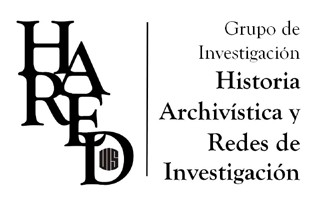 HARED
Grupo de
Investigación
Historia
Archivística y
Redes de
Investigación